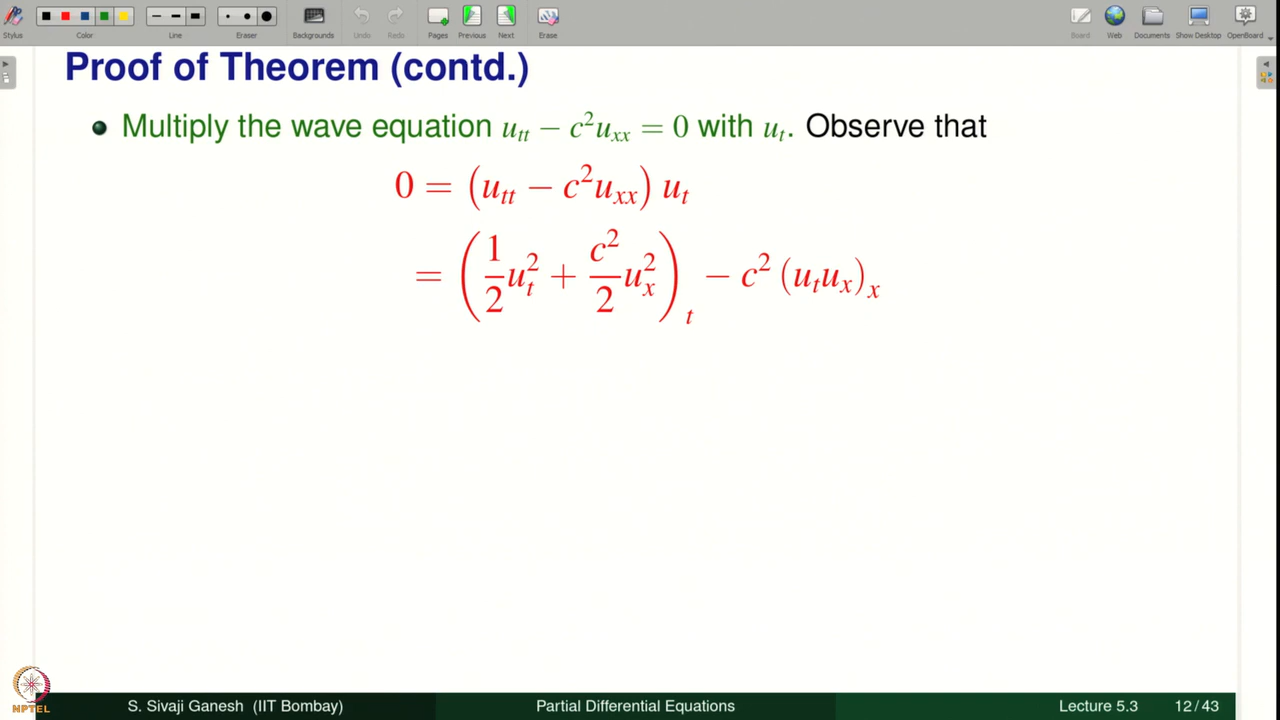 Stylus Color Line Eraser Backgrounds Undo Redo Pages Previous Next Erase Board Web Documents Show Desktop OpenBoard
Proof of Theorem (contd.)
Multiply the wave equation u_tt − c²u_xx = 0 with u_t. Observe that
0 = (u_tt − c²u_xx) u_t
= (1/2 u_t² + c²/2 u_x²)_t − c² (u_t u_x)_x
NPTEL
S. Sivaji Ganesh (IIT Bombay) Partial Differential Equations Lecture 5.3 12 / 43